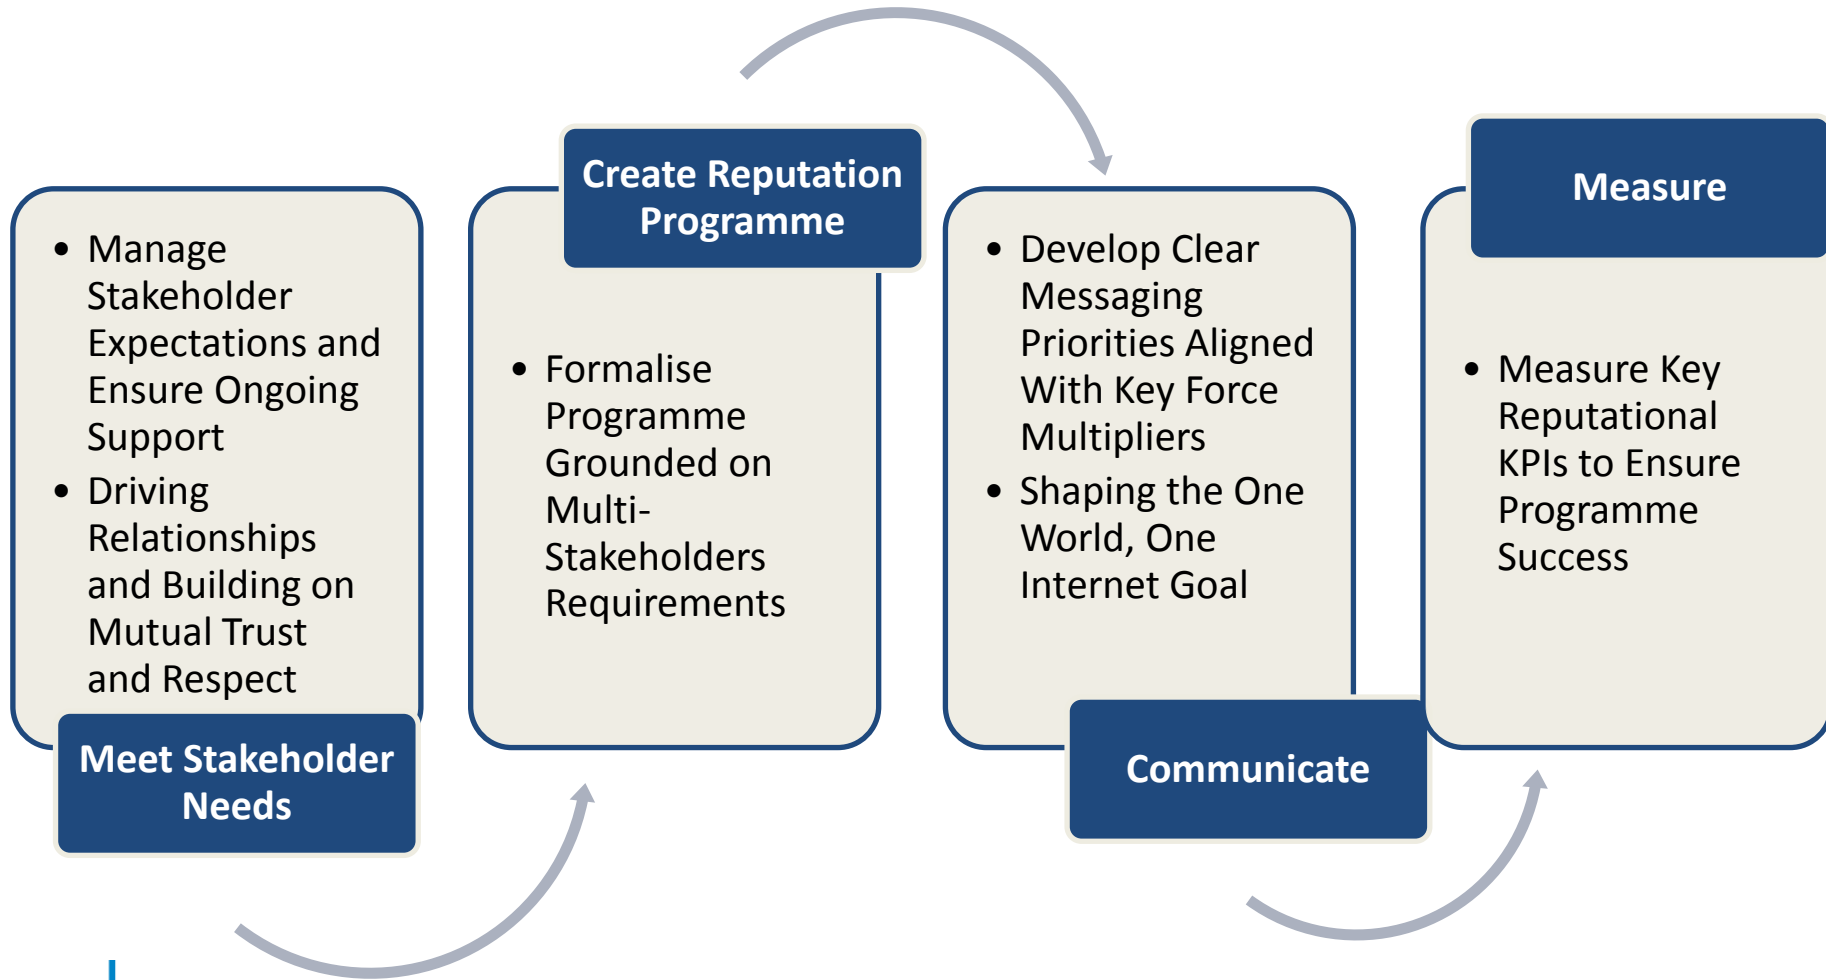 • Manage
Stakeholder
Expectations and
Ensure Ongoing
Support
• Driving
Relationships
and Building on
Mutual Trust
and Respect
Meet Stakeholder
Needs
Create Reputation
Programme
• Formalise
Programme
Grounded on
Multi-
Stakeholders
Requirements
• Develop Clear
Messaging
Priorities Aligned
With Key Force
Multipliers
• Shaping the One
World, One
Internet Goal
Communicate
Measure
• Measure Key
Reputational
KPIs to Ensure
Programme
Success